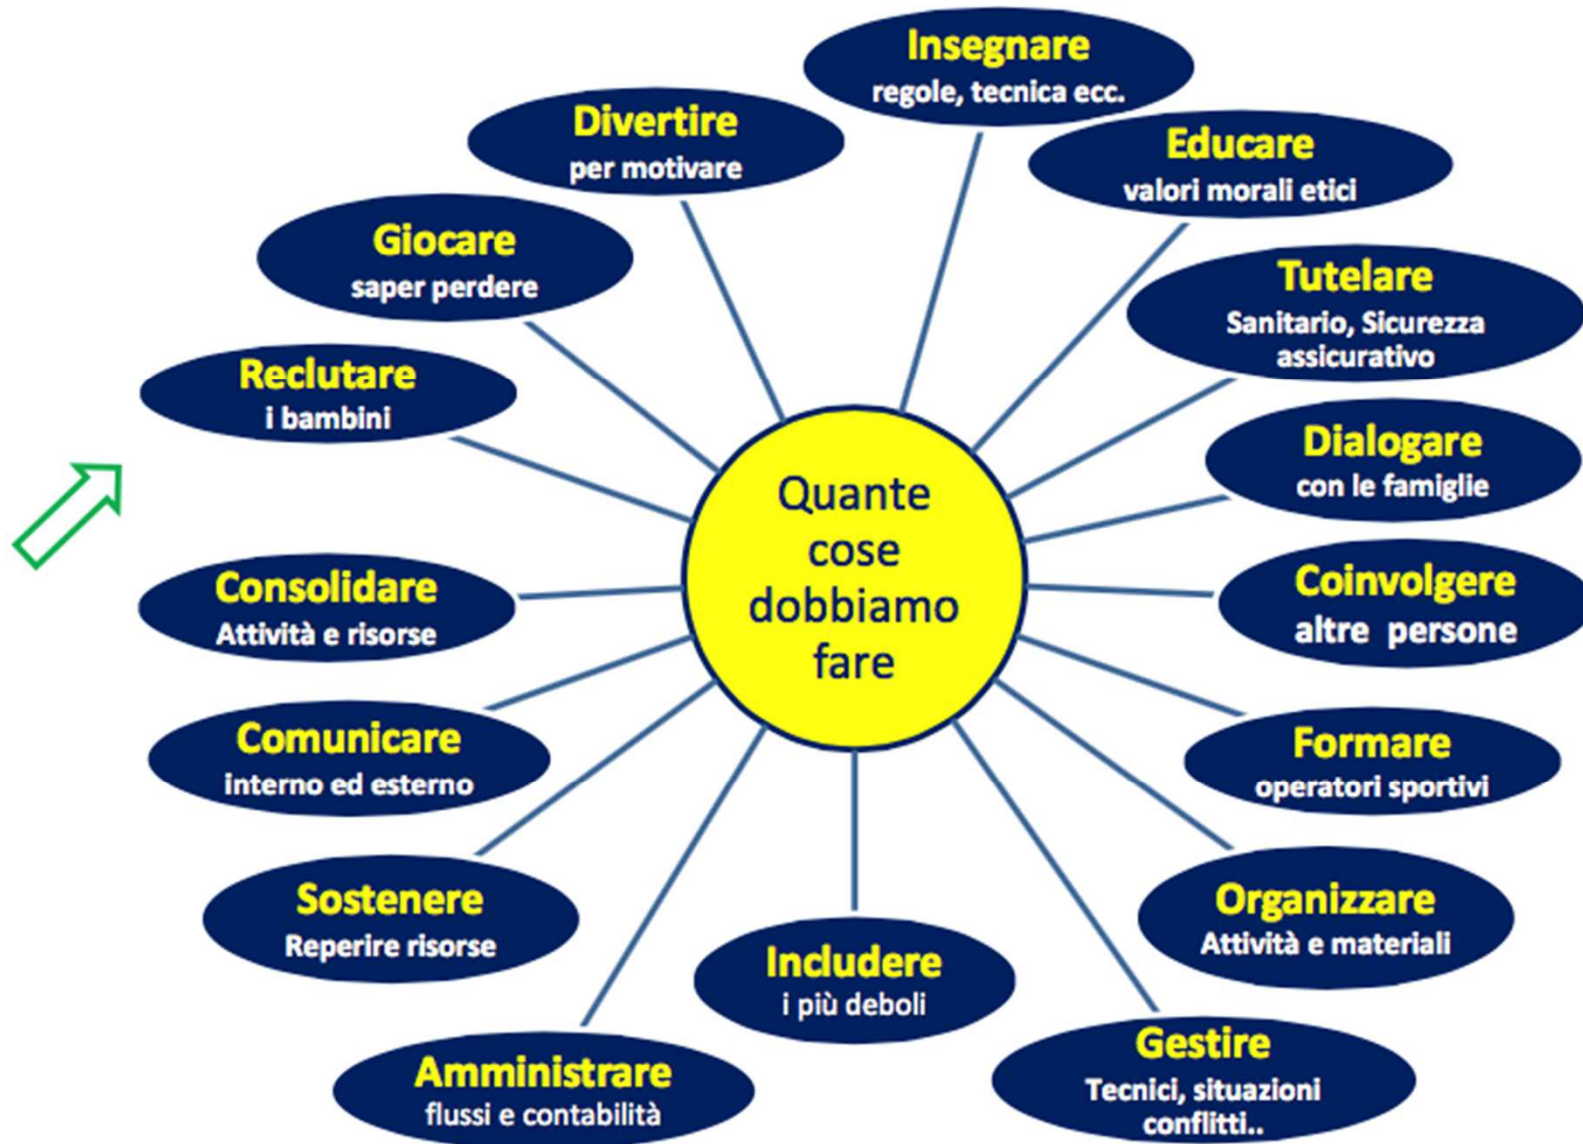 Insegnare
regole, tecnica ecc.
Divertire
per motivare
Educare
valori morali etici
Giocare
saper perdere
Tutelare
Sanitario, Sicurezza
assicurativo
Reclutare
i bambini
Dialogare
con le famiglie
Quante
cose
dobbiamo
fare
Consolidare
Attività e risorse
Coinvolgere
altre persone
Comunicare
interno ed esterno
Formare
operatori sportivi
Sostenere
Reperire risorse
Organizzare
Attività e materiali
Includere
i più deboli
Amministrare
flussi e contabilità
Gestire
Tecnici, situazioni
conflitti..